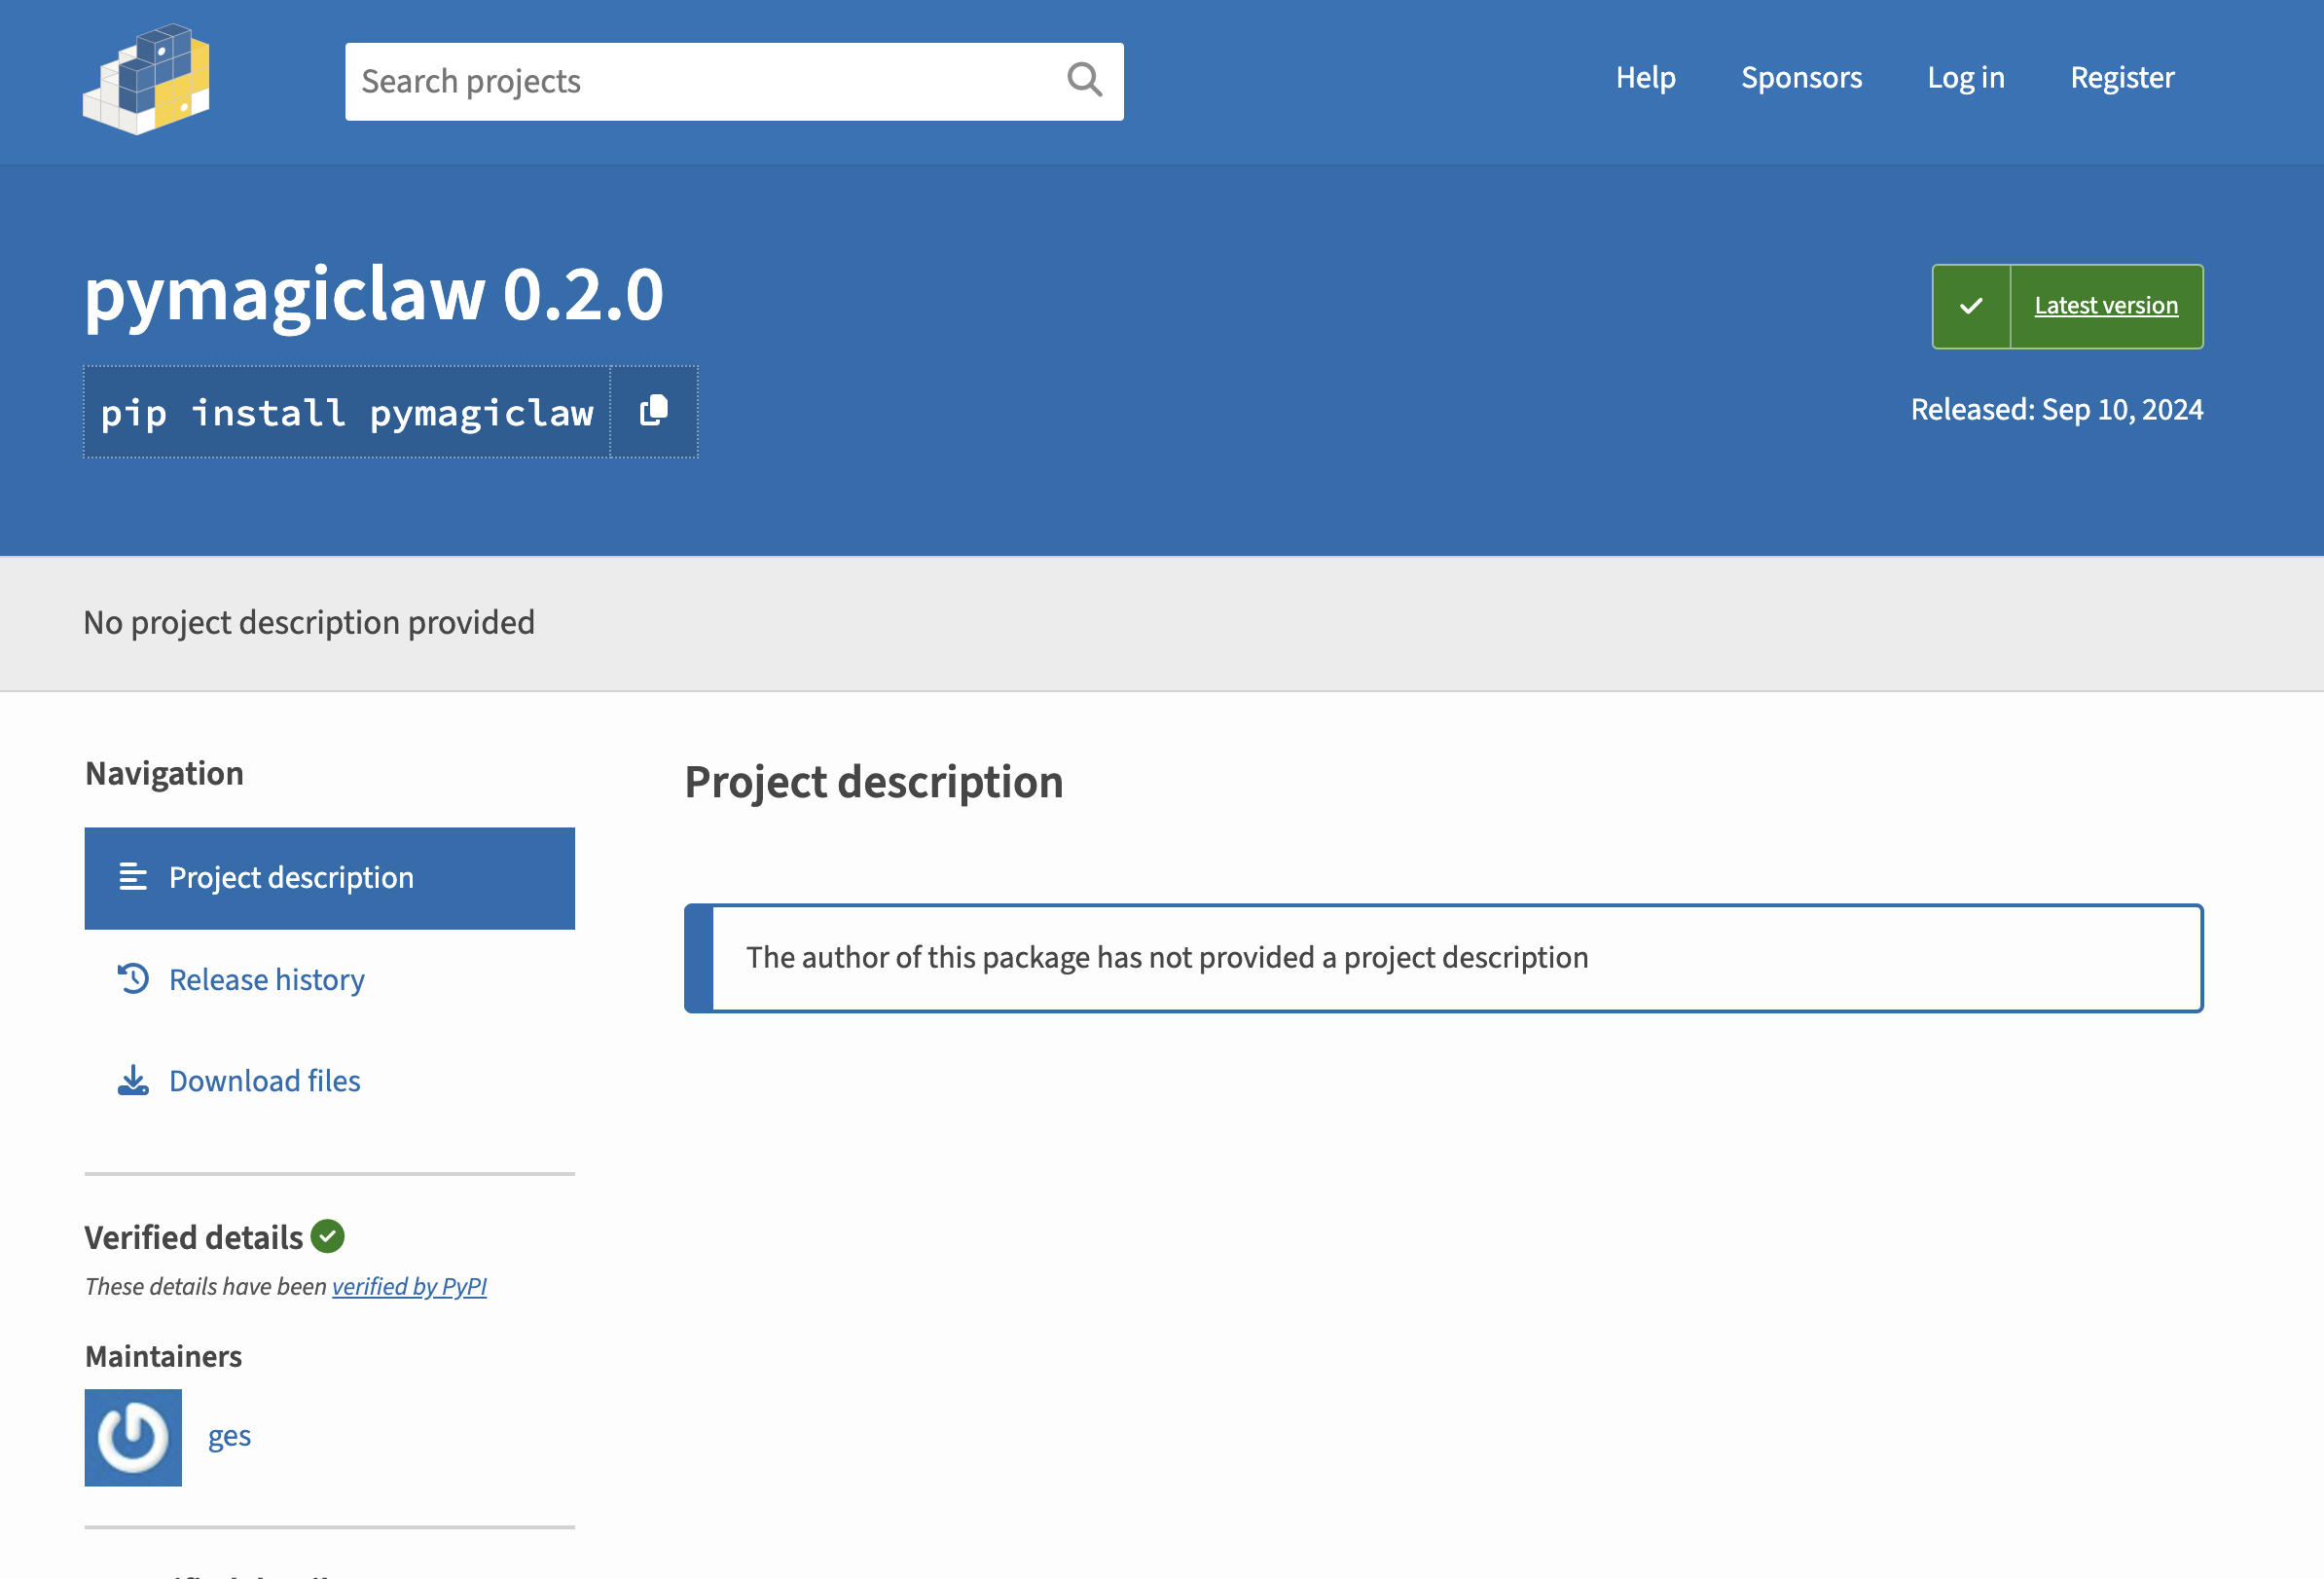 Search projects
Help
Sponsors
Log in
Register
pymagiclaw 0.2.0
pip install pymagiclaw
Latest version
Released: Sep 10, 2024
No project description provided
Navigation
Project description
Release history
Download files
Verified details
These details have been verified by PyPI
Maintainers
ges
Project description
The author of this package has not provided a project description